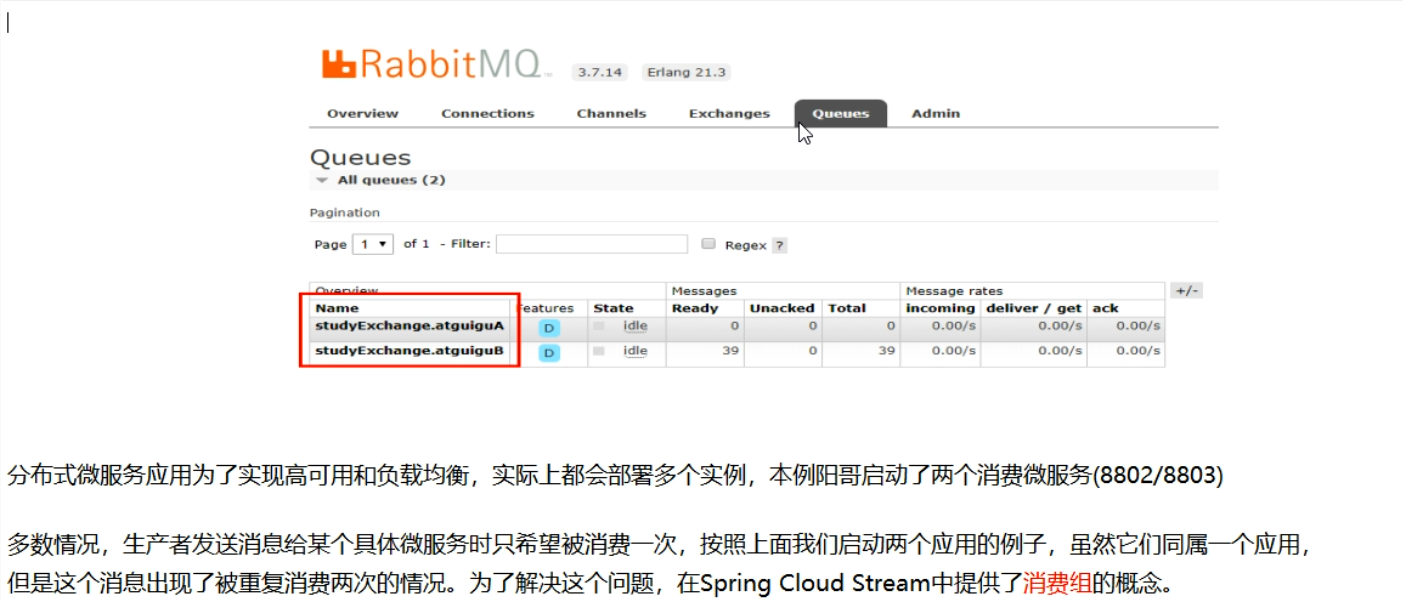 RabbitMQ 3.7.14 Erlang 21.3
Overview Connections Channels Exchanges Queues Admin
Queues
All queues (2)
Pagination
Page 1 of 1 - Filter: Regex ?
Overview Messages Message rates +/-
Name Features State Ready Unacked Total incoming deliver / get ack
studyExchange.atguiguA D idle 0 0 0 0.00/s 0.00/s 0.00/s
studyExchange.atguiguB D idle 39 0 39 0.00/s 0.00/s 0.00/s
分布式微服务应用为了实现高可用和负载均衡，实际上都会部署多个实例，本例阳哥启动了两个消费微服务(8802/8803)
多数情况，生产者发送消息给某个具体微服务时只希望被消费一次，按照上面我们启动两个应用的例子，虽然它们同属一个应用，
但是这个消息出现了被重复消费两次的情况。为了解决这个问题，在Spring Cloud Stream中提供了消费组的概念。